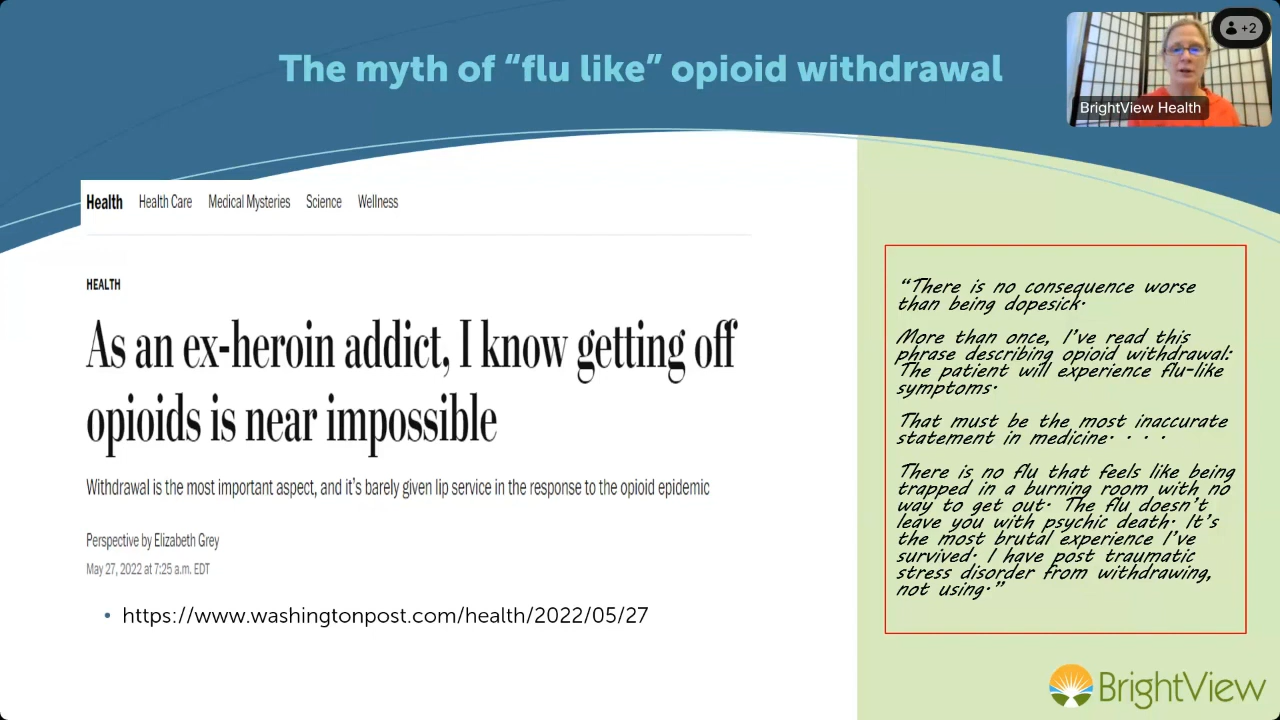 The myth of “flu like” opioid withdrawal
+2
BrightView Health
Health Health Care Medical Mysteries Science Wellness
HEALTH
As an ex-heroin addict, I know getting off
opioids is near impossible
Withdrawal is the most important aspect, and it’s barely given lip service in the response to the opioid epidemic
Perspective by Elizabeth Grey
May 27, 2022 at 7:25 a.m. EDT
• https://www.washingtonpost.com/health/2022/05/27
“There is no consequence worse
than being dopesick.
More than once, I’ve read this
phrase describing opioid withdrawal:
The patient will experience flu-like
symptoms.
That must be the most inaccurate
statement in medicine. . . .
There is no flu that feels like being
trapped in a burning room with no
way to get out. The flu doesn’t
leave you with psychic death. It’s
the most brutal experience I’ve
survived. I have post traumatic
stress disorder from withdrawing,
not using.”
BrightView